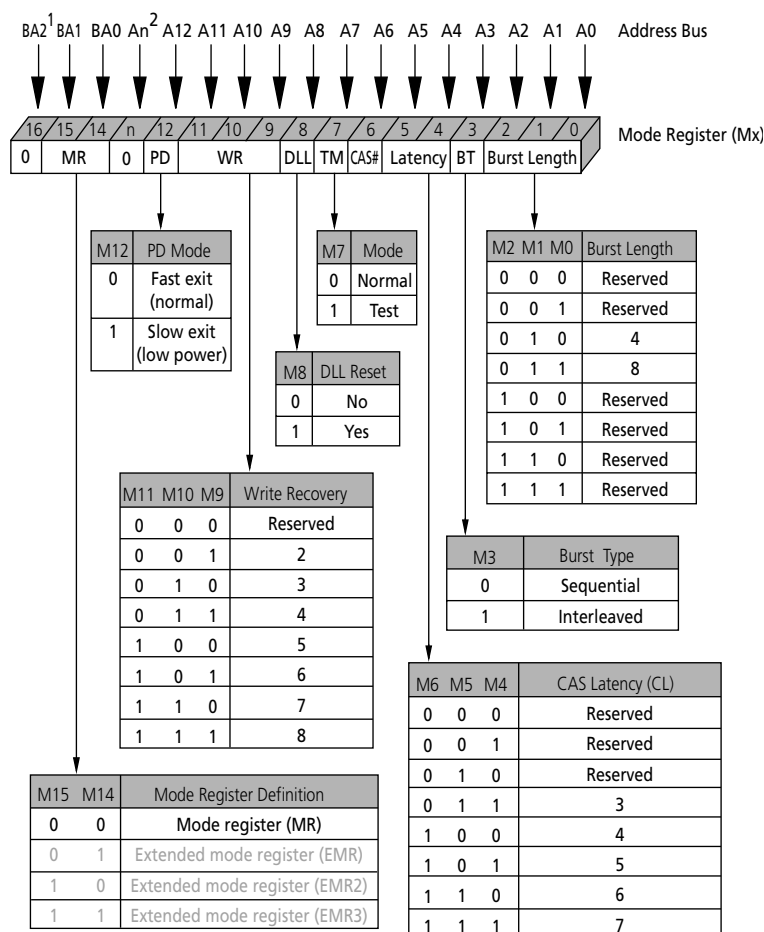 BA2¹ BA1 BA0 An² A12 A11 A10 A9 A8 A7 A6 A5 A4 A3 A2 A1 A0 Address Bus
16 15 14 n 12 11 10 9 8 7 6 5 4 3 2 1 0 Mode Register (Mx)
0 MR 0 PD WR DLL TM CAS# Latency BT Burst Length
M12 PD Mode
0 Fast exit
(normal)
1 Slow exit
(low power)
M7 Mode
0 Normal
1 Test
M2 M1 M0 Burst Length
0 0 0 Reserved
0 0 1 Reserved
0 1 0 4
0 1 1 8
1 0 0 Reserved
1 0 1 Reserved
1 1 0 Reserved
1 1 1 Reserved
M8 DLL Reset
0 No
1 Yes
M11 M10 M9 Write Recovery
0 0 0 Reserved
0 0 1 2
0 1 0 3
0 1 1 4
1 0 0 5
1 0 1 6
1 1 0 7
1 1 1 8
M3 Burst Type
0 Sequential
1 Interleaved
M6 M5 M4 CAS Latency (CL)
0 0 0 Reserved
0 0 1 Reserved
0 1 0 Reserved
0 1 1 3
1 0 0 4
1 0 1 5
1 1 0 6
1 1 1 7
M15 M14 Mode Register Definition
0 0 Mode register (MR)
0 1 Extended mode register (EMR)
1 0 Extended mode register (EMR2)
1 1 Extended mode register (EMR3)